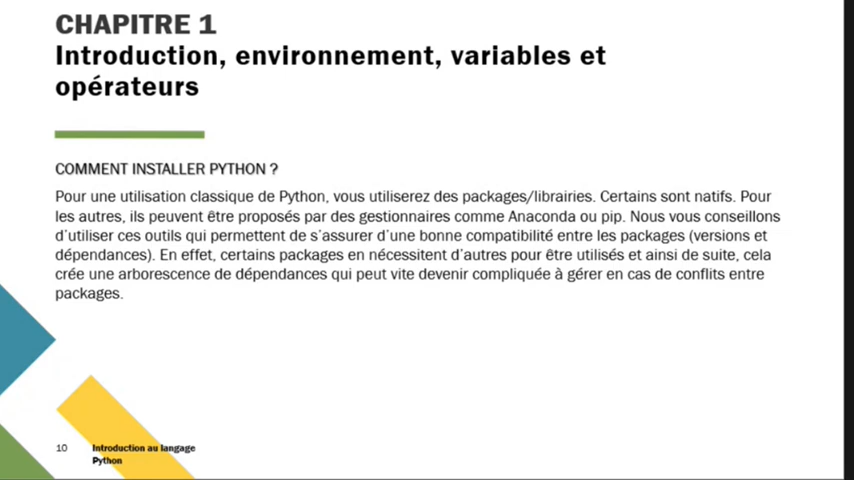 CHAPITRE 1
Introduction, environnement, variables et
opérateurs
COMMENT INSTALLER PYTHON ?
Pour une utilisation classique de Python, vous utiliserez des packages/librairies. Certains sont natifs. Pour
les autres, ils peuvent être proposés par des gestionnaires comme Anaconda ou pip. Nous vous conseillons
d'utiliser ces outils qui permettent de s'assurer d'une bonne compatibilité entre les packages (versions et
dépendances). En effet, certains packages en nécessitent d'autres pour être utilisés et ainsi de suite, cela
crée une arborescence de dépendances qui peut vite devenir compliquée à gérer en cas de conflits entre
packages.
10 Introduction au langage
Python